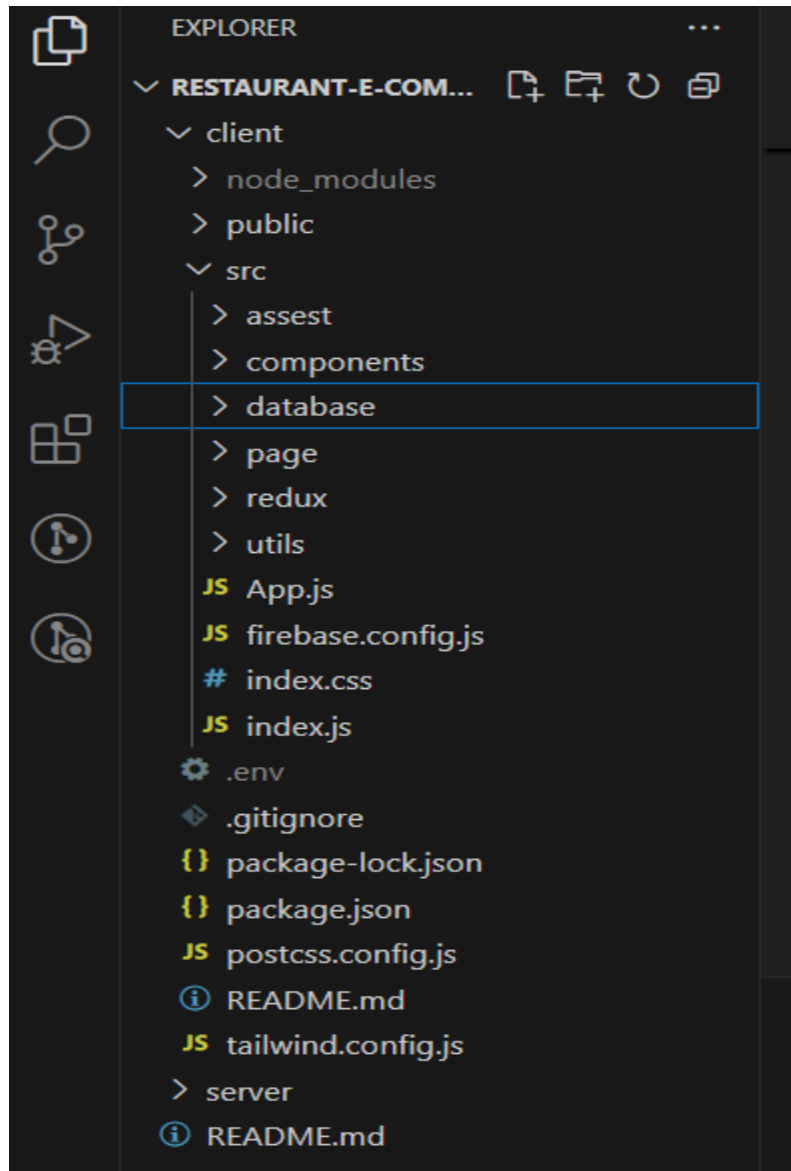 EXPLORER ...
RESTAURANT-E-COM...
client
node_modules
public
src
assest
components
database
page
redux
utils
JS App.js
JS firebase.config.js
# index.css
JS index.js
.env
.gitignore
{} package-lock.json
{} package.json
JS postcss.config.js
README.md
JS tailwind.config.js
server
README.md